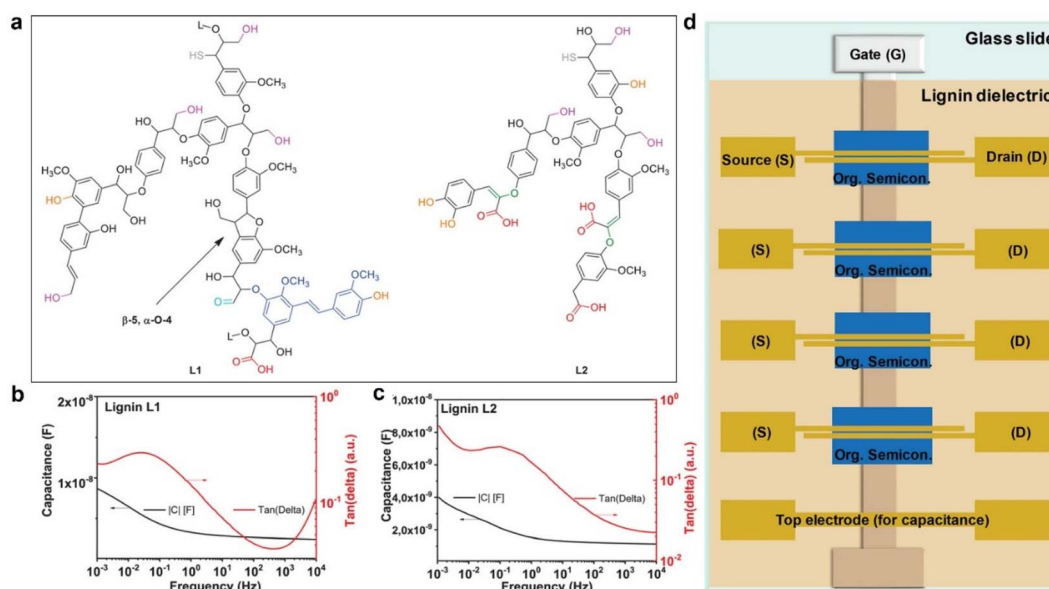 a
L
O
OH
HS
OCH₃
O
HO
OH
O
O
OH
H₃CO
O
H₃CO
OH
HO
O
OH
OCH₃
OH
HO
O
HO
OCH₃
HO
O
OCH₃
OCH₃
OH
O
HO
β-5, α-O-4
L
O
OH
O
OH
L1
HO
OH
HS
OH
O
HO
OH
O
O
OH
H₃CO
O
HO
O
HO
OH
O
OCH₃
HO
O
O
OCH₃
O
OH
L2
b
Lignin L1
Capacitance (F)
2x10⁻⁸
1x10⁻⁸
|C| [F]
Tan(Delta)
10⁰
10⁻¹
Tan(delta) (a.u.)
10⁻³ 10⁻² 10⁻¹ 10⁰ 10¹ 10² 10³ 10⁴
Frequency (Hz)
c
Lignin L2
Capacitance (F)
1,0x10⁻⁸
8,0x10⁻⁹
6,0x10⁻⁹
4,0x10⁻⁹
2,0x10⁻⁹
|C| [F]
Tan(Delta)
10⁰
10⁻¹
10⁻²
Tan(delta) (a.u.)
10⁻³ 10⁻² 10⁻¹ 10⁰ 10¹ 10² 10³ 10⁴
Frequency (Hz)
d
Glass slide
Gate (G)
Lignin dielectric
Source (S)
Drain (D)
Org. Semicon.
(S)
(D)
Org. Semicon.
(S)
(D)
Org. Semicon.
(S)
(D)
Org. Semicon.
Top electrode (for capacitance)